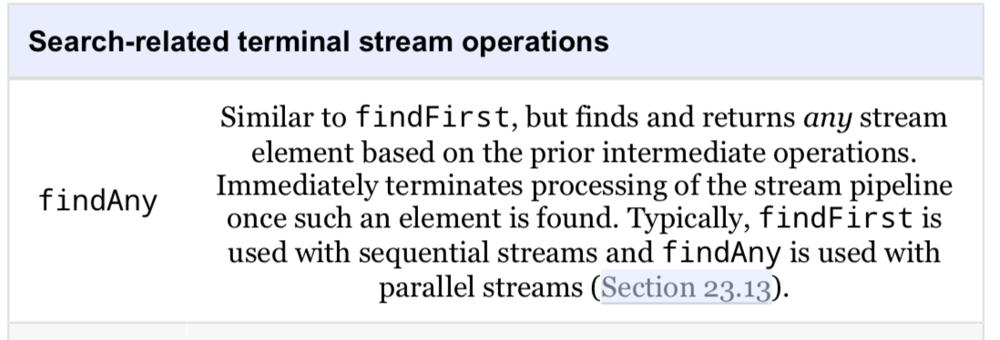 Search-related terminal stream operations
findAny
Similar to findFirst, but finds and returns any stream
element based on the prior intermediate operations.
Immediately terminates processing of the stream pipeline
once such an element is found. Typically, findFirst is
used with sequential streams and findAny is used with
parallel streams (Section 23.13).